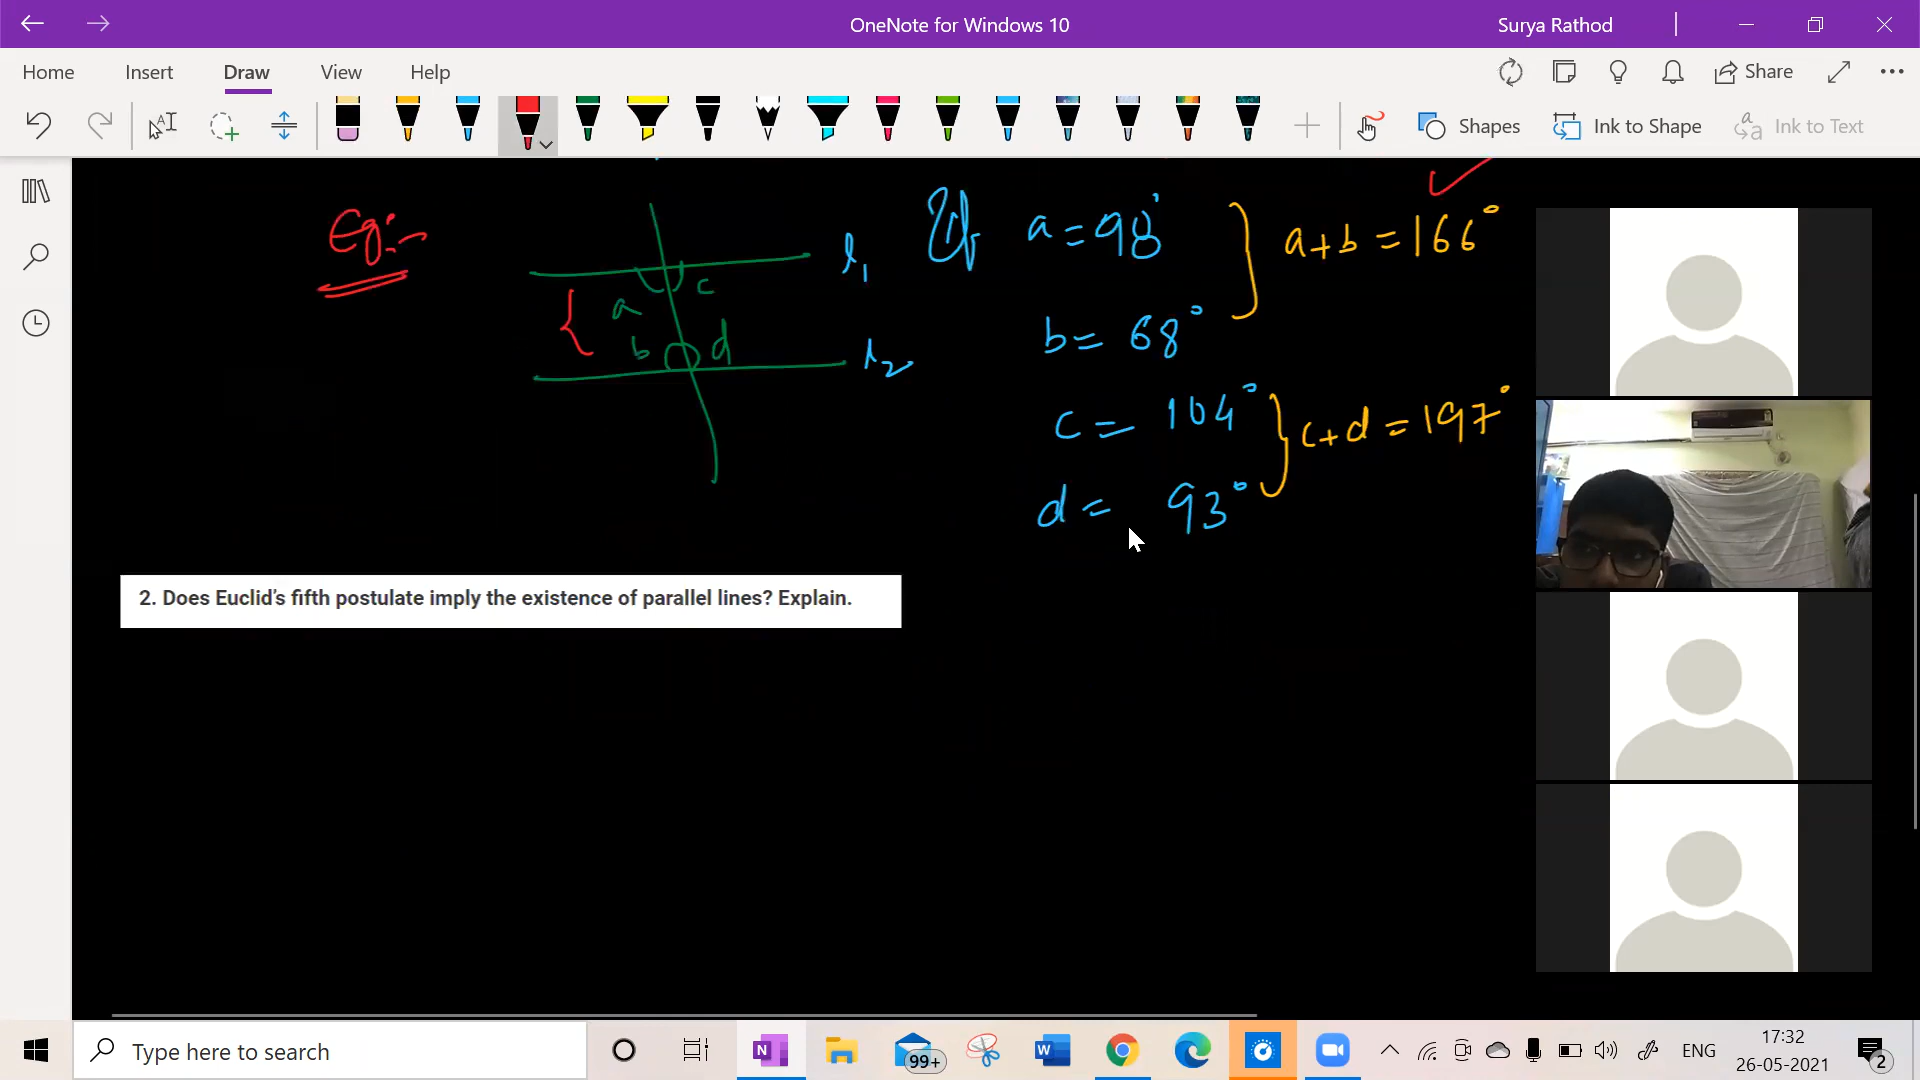 OneNote for Windows 10
Surya Rathod
Home Insert Draw View Help
Share
Shapes
Ink to Shape
Ink to Text
Eg:-
l1
l2
a
c
b
d
If a = 98°
b = 68°
a+b = 166°
c = 104°
d = 93°
c+d = 197°
2. Does Euclid's fifth postulate imply the existence of parallel lines? Explain.
Type here to search
99+
ENG
17:32
26-05-2021
2